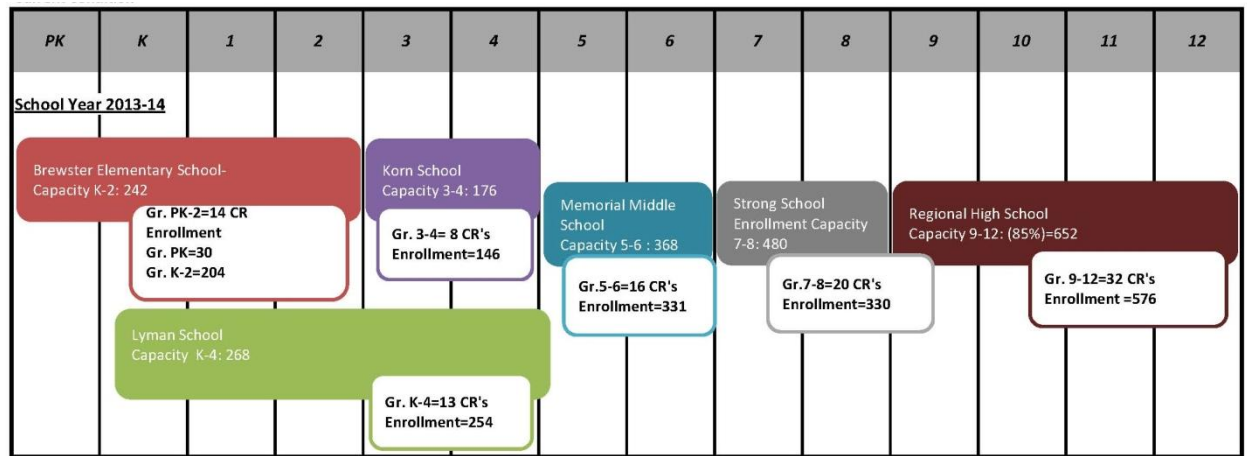 PK K 1 2 3 4 5 6 7 8 9 10 11 12
School Year 2013-14
Brewster Elementary School-
Capacity K-2: 242
Gr. PK-2=14 CR
Enrollment
Gr. PK=30
Gr. K-2=204
Korn School
Capacity 3-4: 176
Gr. 3-4= 8 CR's
Enrollment=146
Memorial Middle
School
Capacity 5-6 : 368
Gr.5-6=16 CR's
Enrollment=331
Strong School
Enrollment Capacity
7-8: 480
Gr.7-8=20 CR's
Enrollment=330
Regional High School
Capacity 9-12: (85%)=652
Gr. 9-12=32 CR's
Enrollment =576
Lyman School
Capacity  K-4: 268
Gr. K-4=13 CR's
Enrollment=254